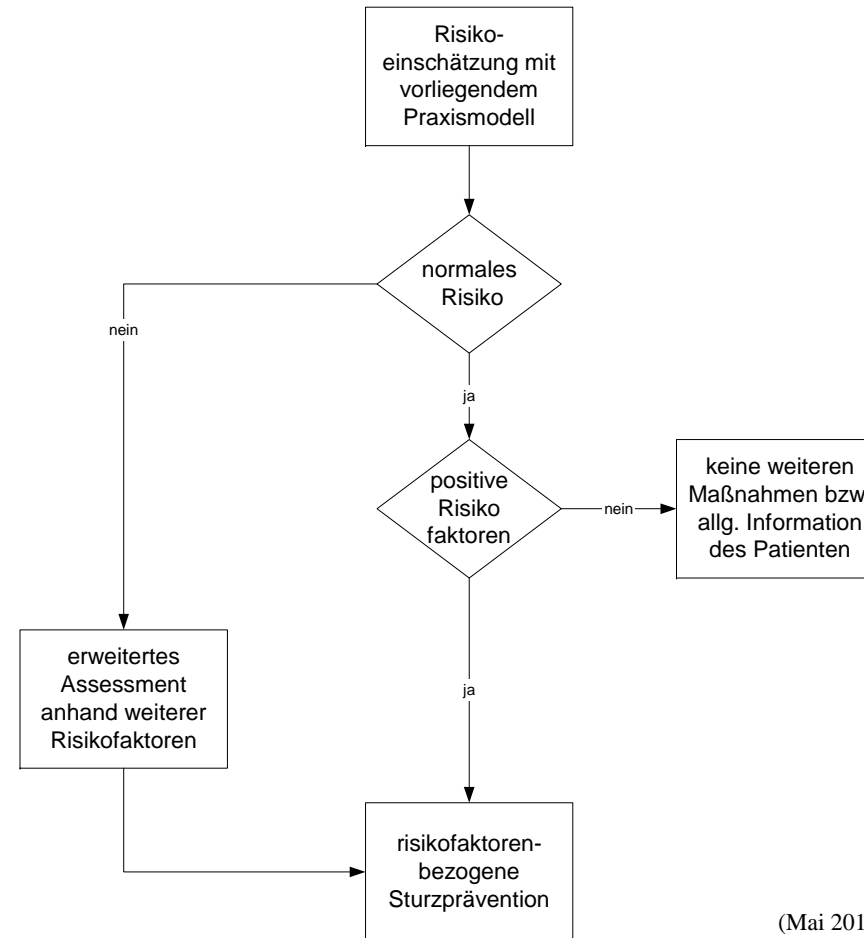 Risiko-
einschätzung mit
vorliegendem
Praxismodell
normales
Risiko
nein
ja
positive
Risiko
faktoren
nein
keine weiteren
Maßnahmen bzw
allg. Information
des Patienten
erweitertes
Assessment
anhand weiterer
Risikofaktoren
ja
risikofaktoren-
bezogene
Sturzprävention
(Mai 201